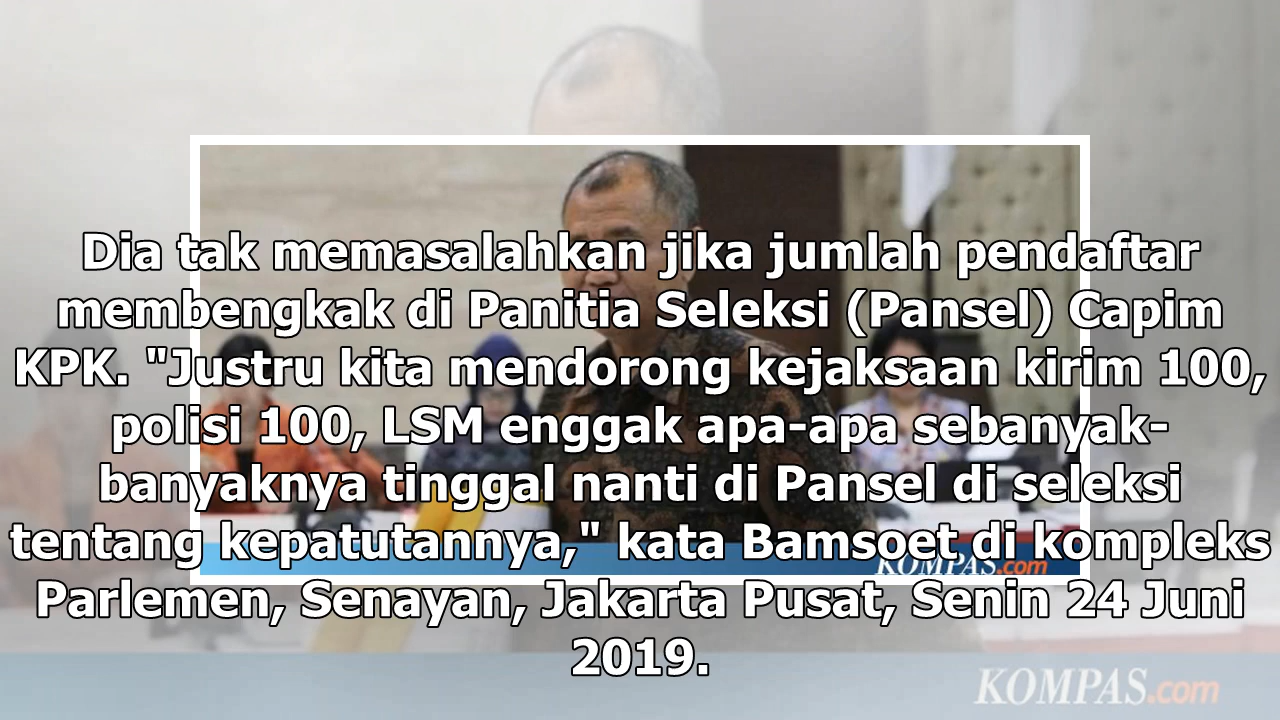 Dia tak memasalahkan jika jumlah pendaftar
membengkak di Panitia Seleksi (Pansel) Capim
KPK. "Justru kita mendorong kejaksaan kirim 100,
polisi 100, LSM enggak apa-apa sebanyak-
banyaknya tinggal nanti di Pansel di seleksi
tentang kepatutannya," kata Bamsoet di kompleks
KOMPAS.com
Parlemen, Senayan, Jakarta Pusat, Senin 24 Juni
2019.
KOMPAS.com